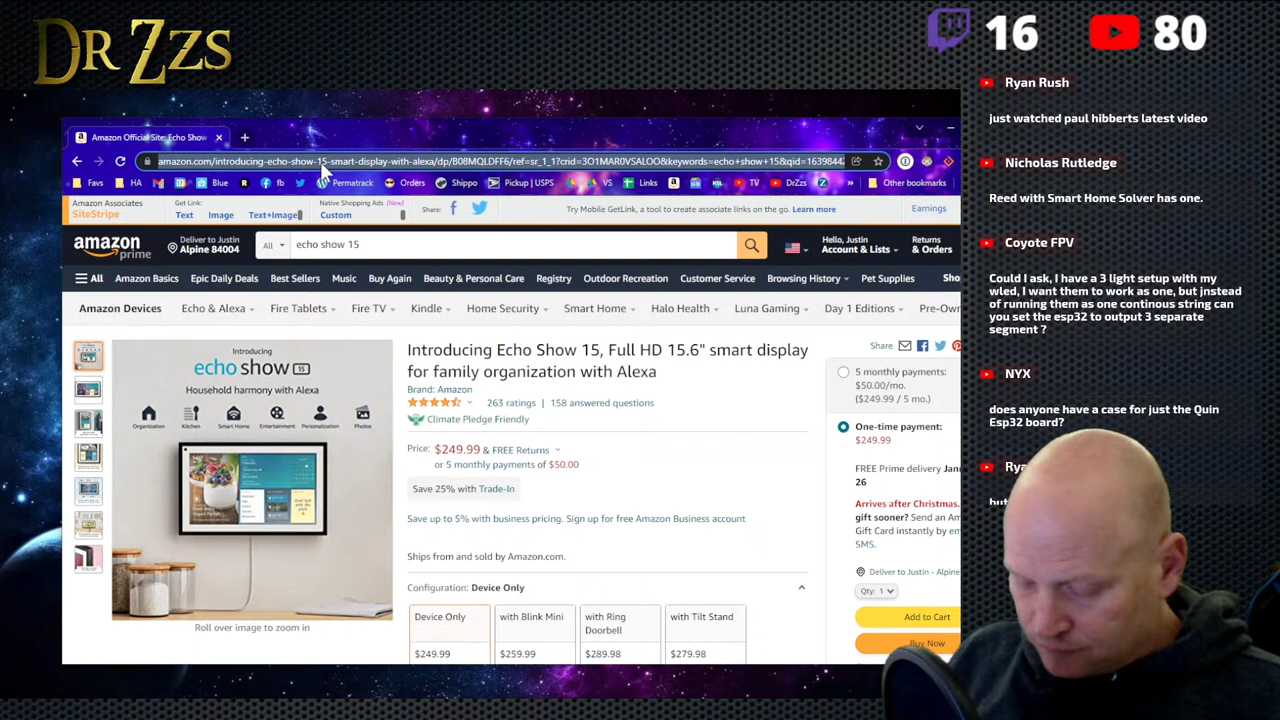 DR ZZS
16
80
Amazon Official Site: Echo Show
amazon.com/introducing-echo-show-15-smart-display-with-alexa/dp/B08MQLDFF6/ref=sr_1_1?crid=3O1MAR0VSALOO&keywords=echo+show+15&qid=163984
Favs
HA
Blue
fb
Permatrack
Orders
Shippo
Pickup | USPS
VS
Links
TV
DrZzs
Other bookmarks
Amazon Associates
SiteStripe
Get Link:
Text
Image
Text+Image
Native Shopping Ads (New)
Custom
Share:
Try Mobile GetLink, a tool to create associate links on the go. Learn more
Earnings
amazon
prime
Deliver to Justin
Alpine 84004
All
echo show 15
Hello, Justin
Account & Lists
Returns
& Orders
All
Amazon Basics
Epic Daily Deals
Best Sellers
Music
Buy Again
Beauty & Personal Care
Registry
Outdoor Recreation
Customer Service
Browsing History
Pet Supplies
Sho
Amazon Devices
Echo & Alexa
Fire Tablets
Fire TV
Kindle
Home Security
Smart Home
Halo Health
Luna Gaming
Day 1 Editions
Pre-Own
Introducing
echo show 15
Household harmony with Alexa
Organization
Kitchen
Smart Home
Entertainment
Personalization
Photos
Roll over image to zoom in
Introducing Echo Show 15, Full HD 15.6" smart display
for family organization with Alexa
Brand: Amazon
263 ratings | 158 answered questions
Climate Pledge Friendly
Price: $249.99 & FREE Returns
or 5 monthly payments of $50.00
Save 25% with Trade-In
Save up to 5% with business pricing. Sign up for free Amazon Business account
Ships from and sold by Amazon.com.
Configuration: Device Only
Device Only
$249.99
with Blink Mini
$259.99
with Ring
Doorbell
$289.98
with Tilt Stand
$279.98
Share
5 monthly payments:
$50.00/mo.
($249.99 / 5 mo.)
One-time payment:
$249.99
FREE Prime delivery Jan
26
Arrives after Christmas.
gift sooner? Send an Am
Gift Card instantly by em
SMS.
Deliver to Justin - Alpine
Qty: 1
Add to Cart
Buy Now
Ryan Rush
just watched paul hibberts latest video
Nicholas Rutledge
Reed with Smart Home Solver has one.
Coyote FPV
Could I ask, I have a 3 light setup with my
wled, I want them to work as one, but instead
of running them as one continous string can
you set the esp32 to output 3 separate
segment ?
NYX
does anyone have a case for just the Quin
Esp32 board?
Rya